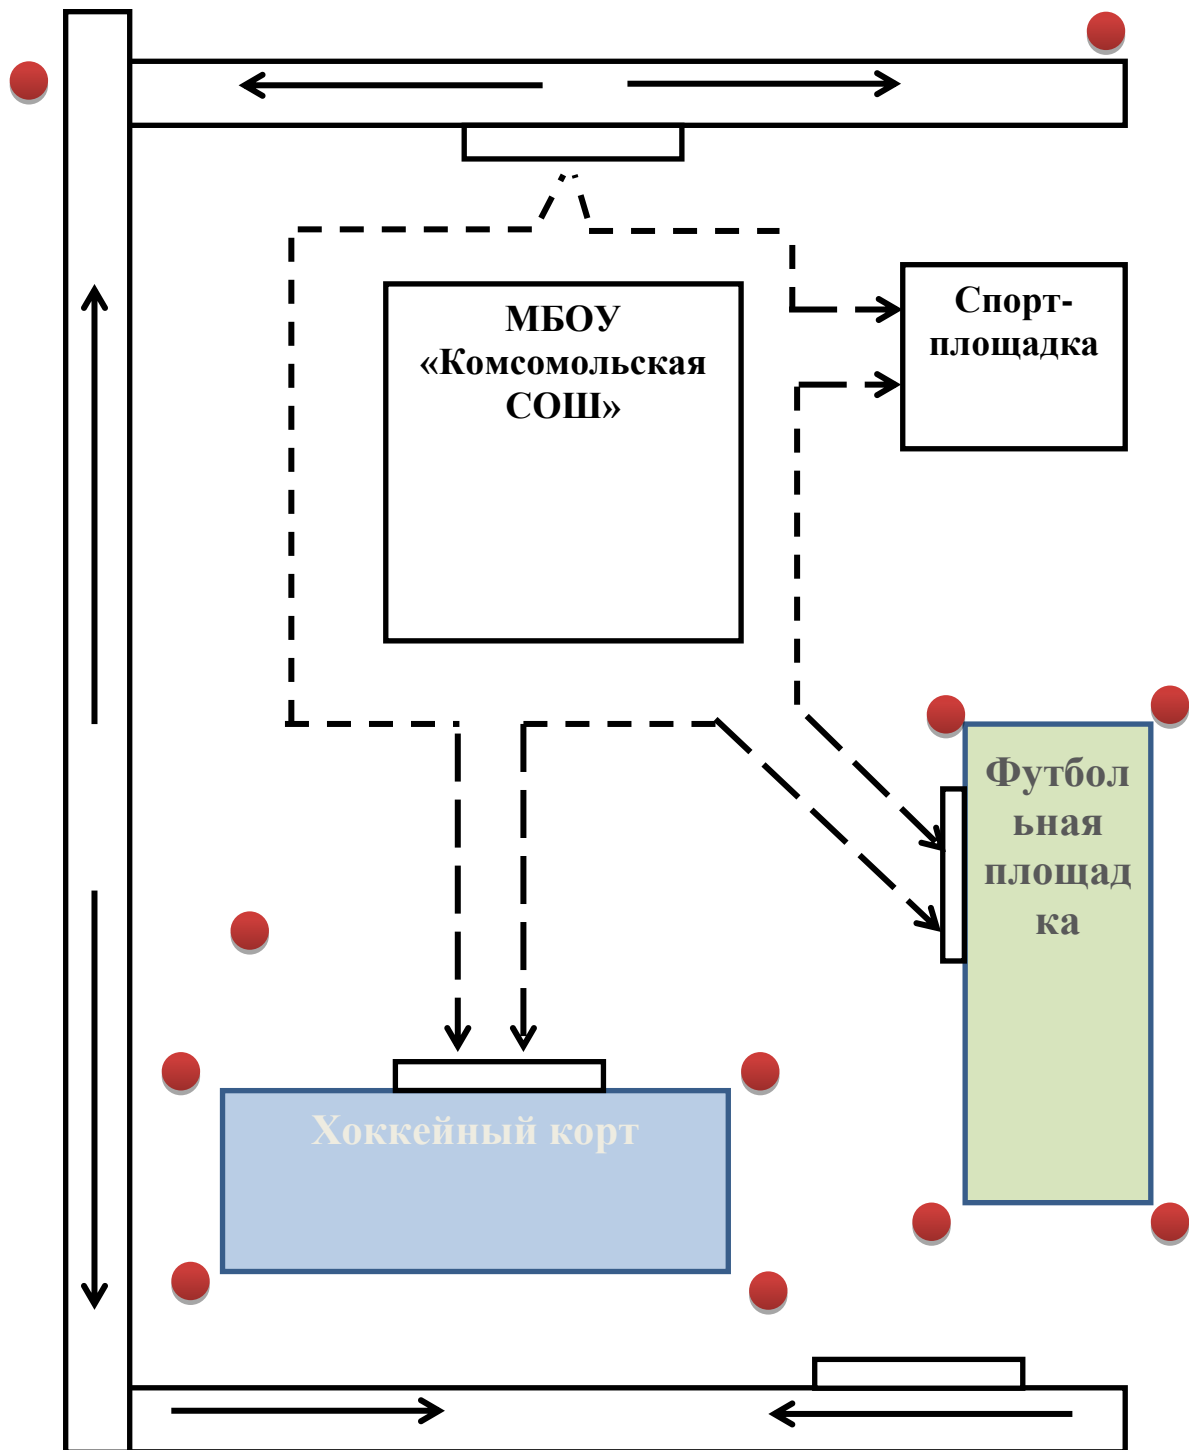 МБОУ
«Комсомольская
СОШ»
Спорт-
площадка
Футбол
ьная
площад
ка
Хоккейный корт